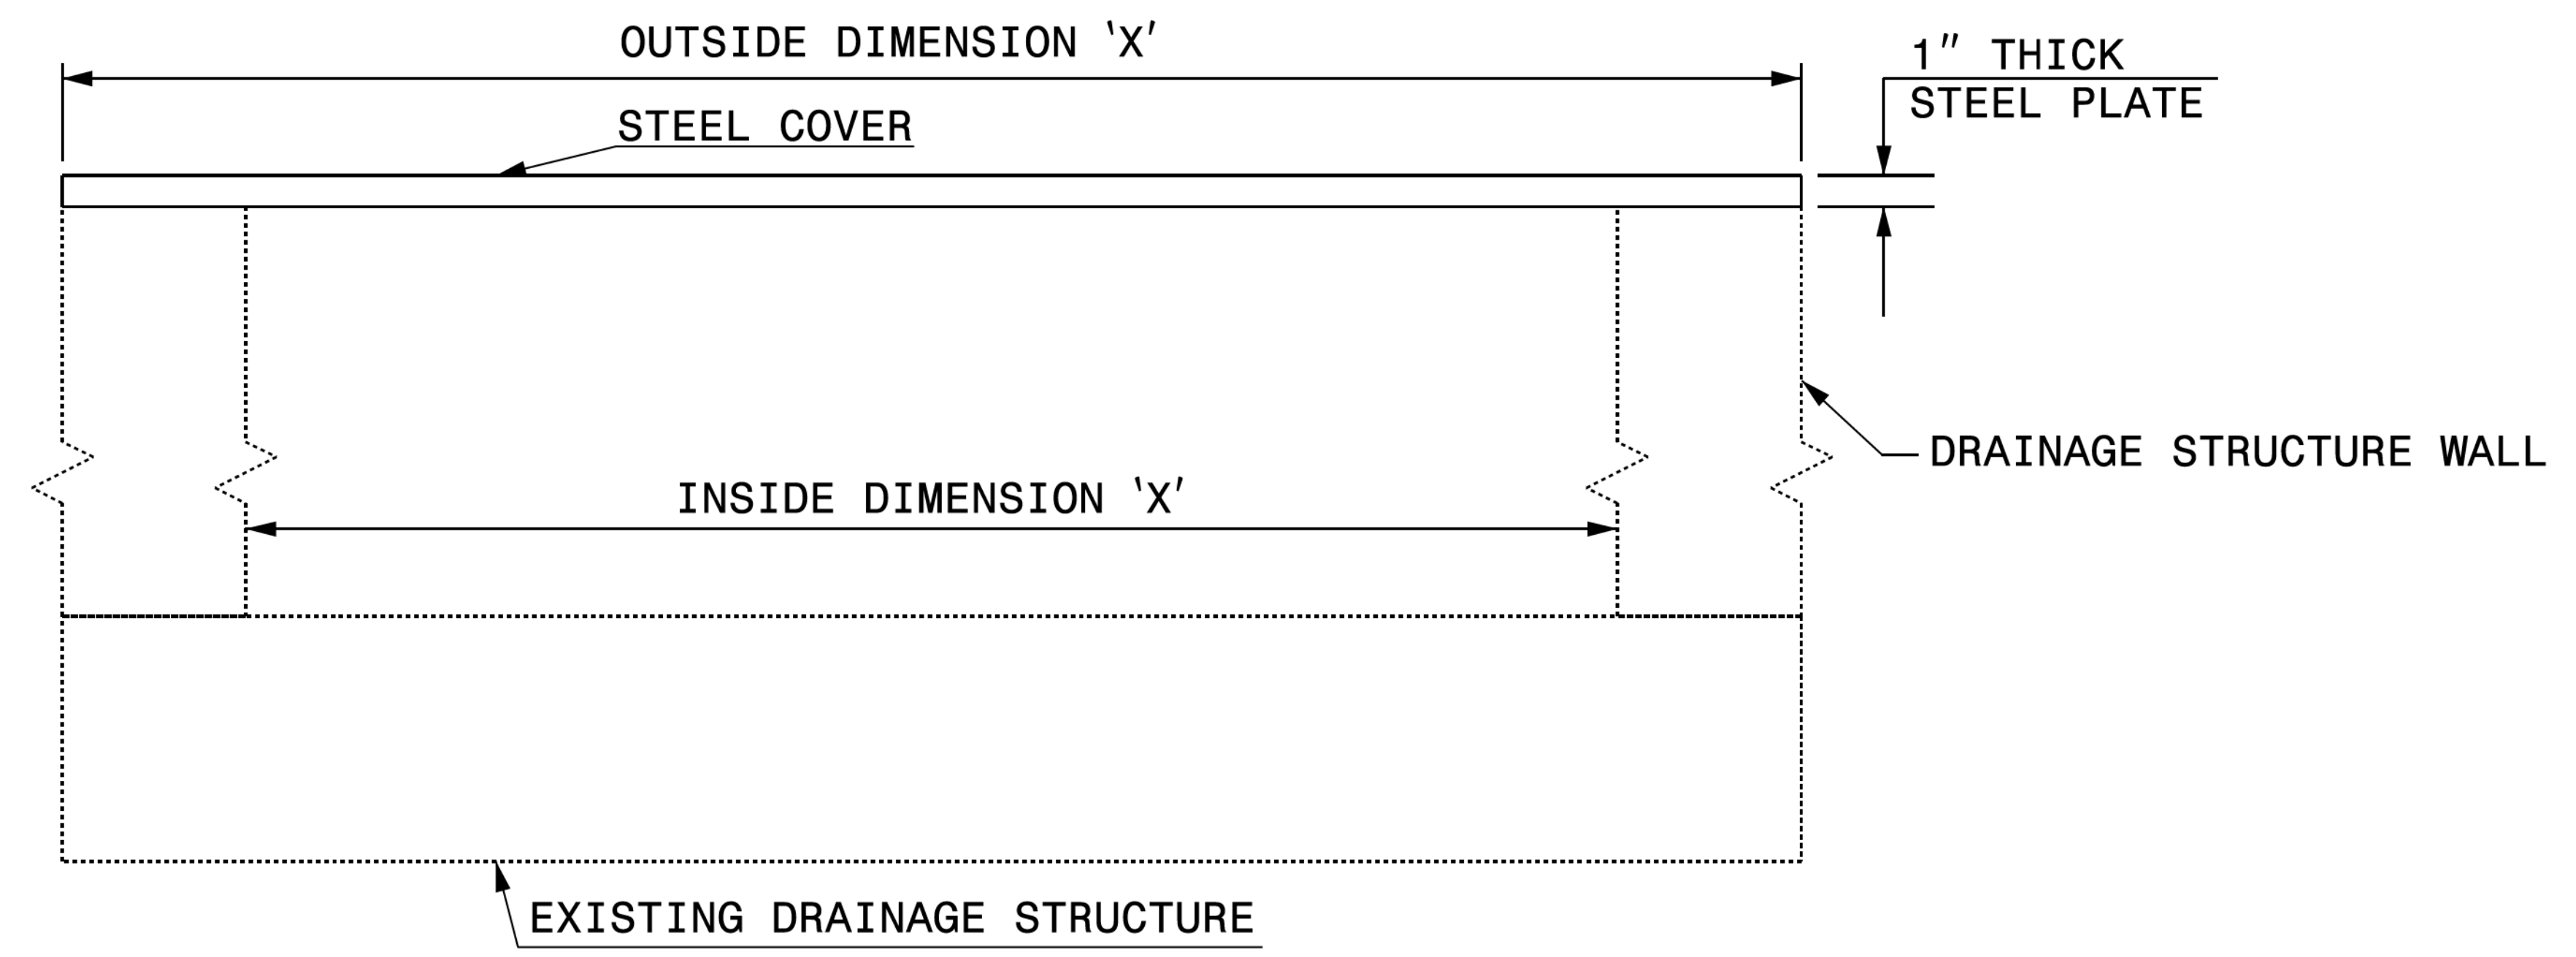 OUTSIDE DIMENSION 'X'
1" THICK
STEEL PLATE
STEEL COVER
DRAINAGE STRUCTURE WALL
INSIDE DIMENSION 'X'
EXISTING DRAINAGE STRUCTURE